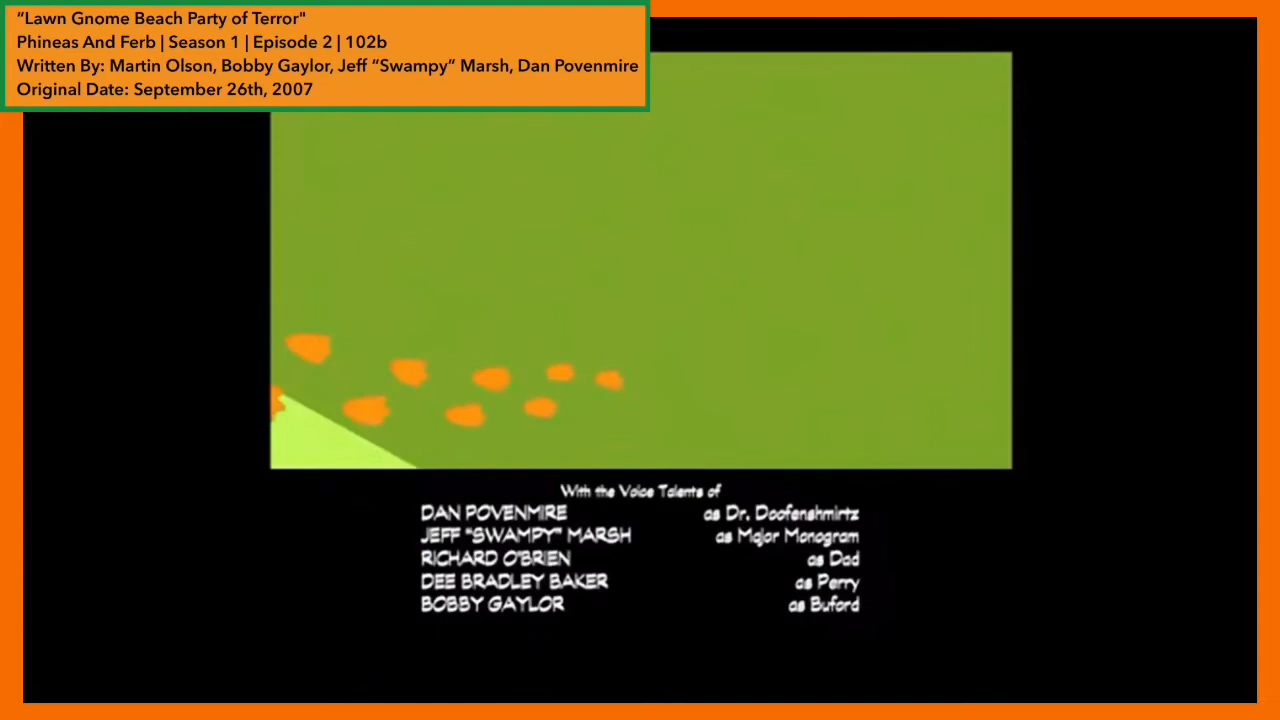 “Lawn Gnome Beach Party of Terror"
Phineas And Ferb | Season 1 | Episode 2 | 102b
Written By: Martin Olson, Bobby Gaylor, Jeff “Swampy” Marsh, Dan Povenmire
Original Date: September 26th, 2007
With the Voice Talents of
DAN POVENMIRE as Dr. Doofenshmirtz
JEFF "SWAMPY" MARSH as Major Monogram
RICHARD O'BRIEN as Dad
DEE BRADLEY BAKER as Perry
BOBBY GAYLOR as Buford